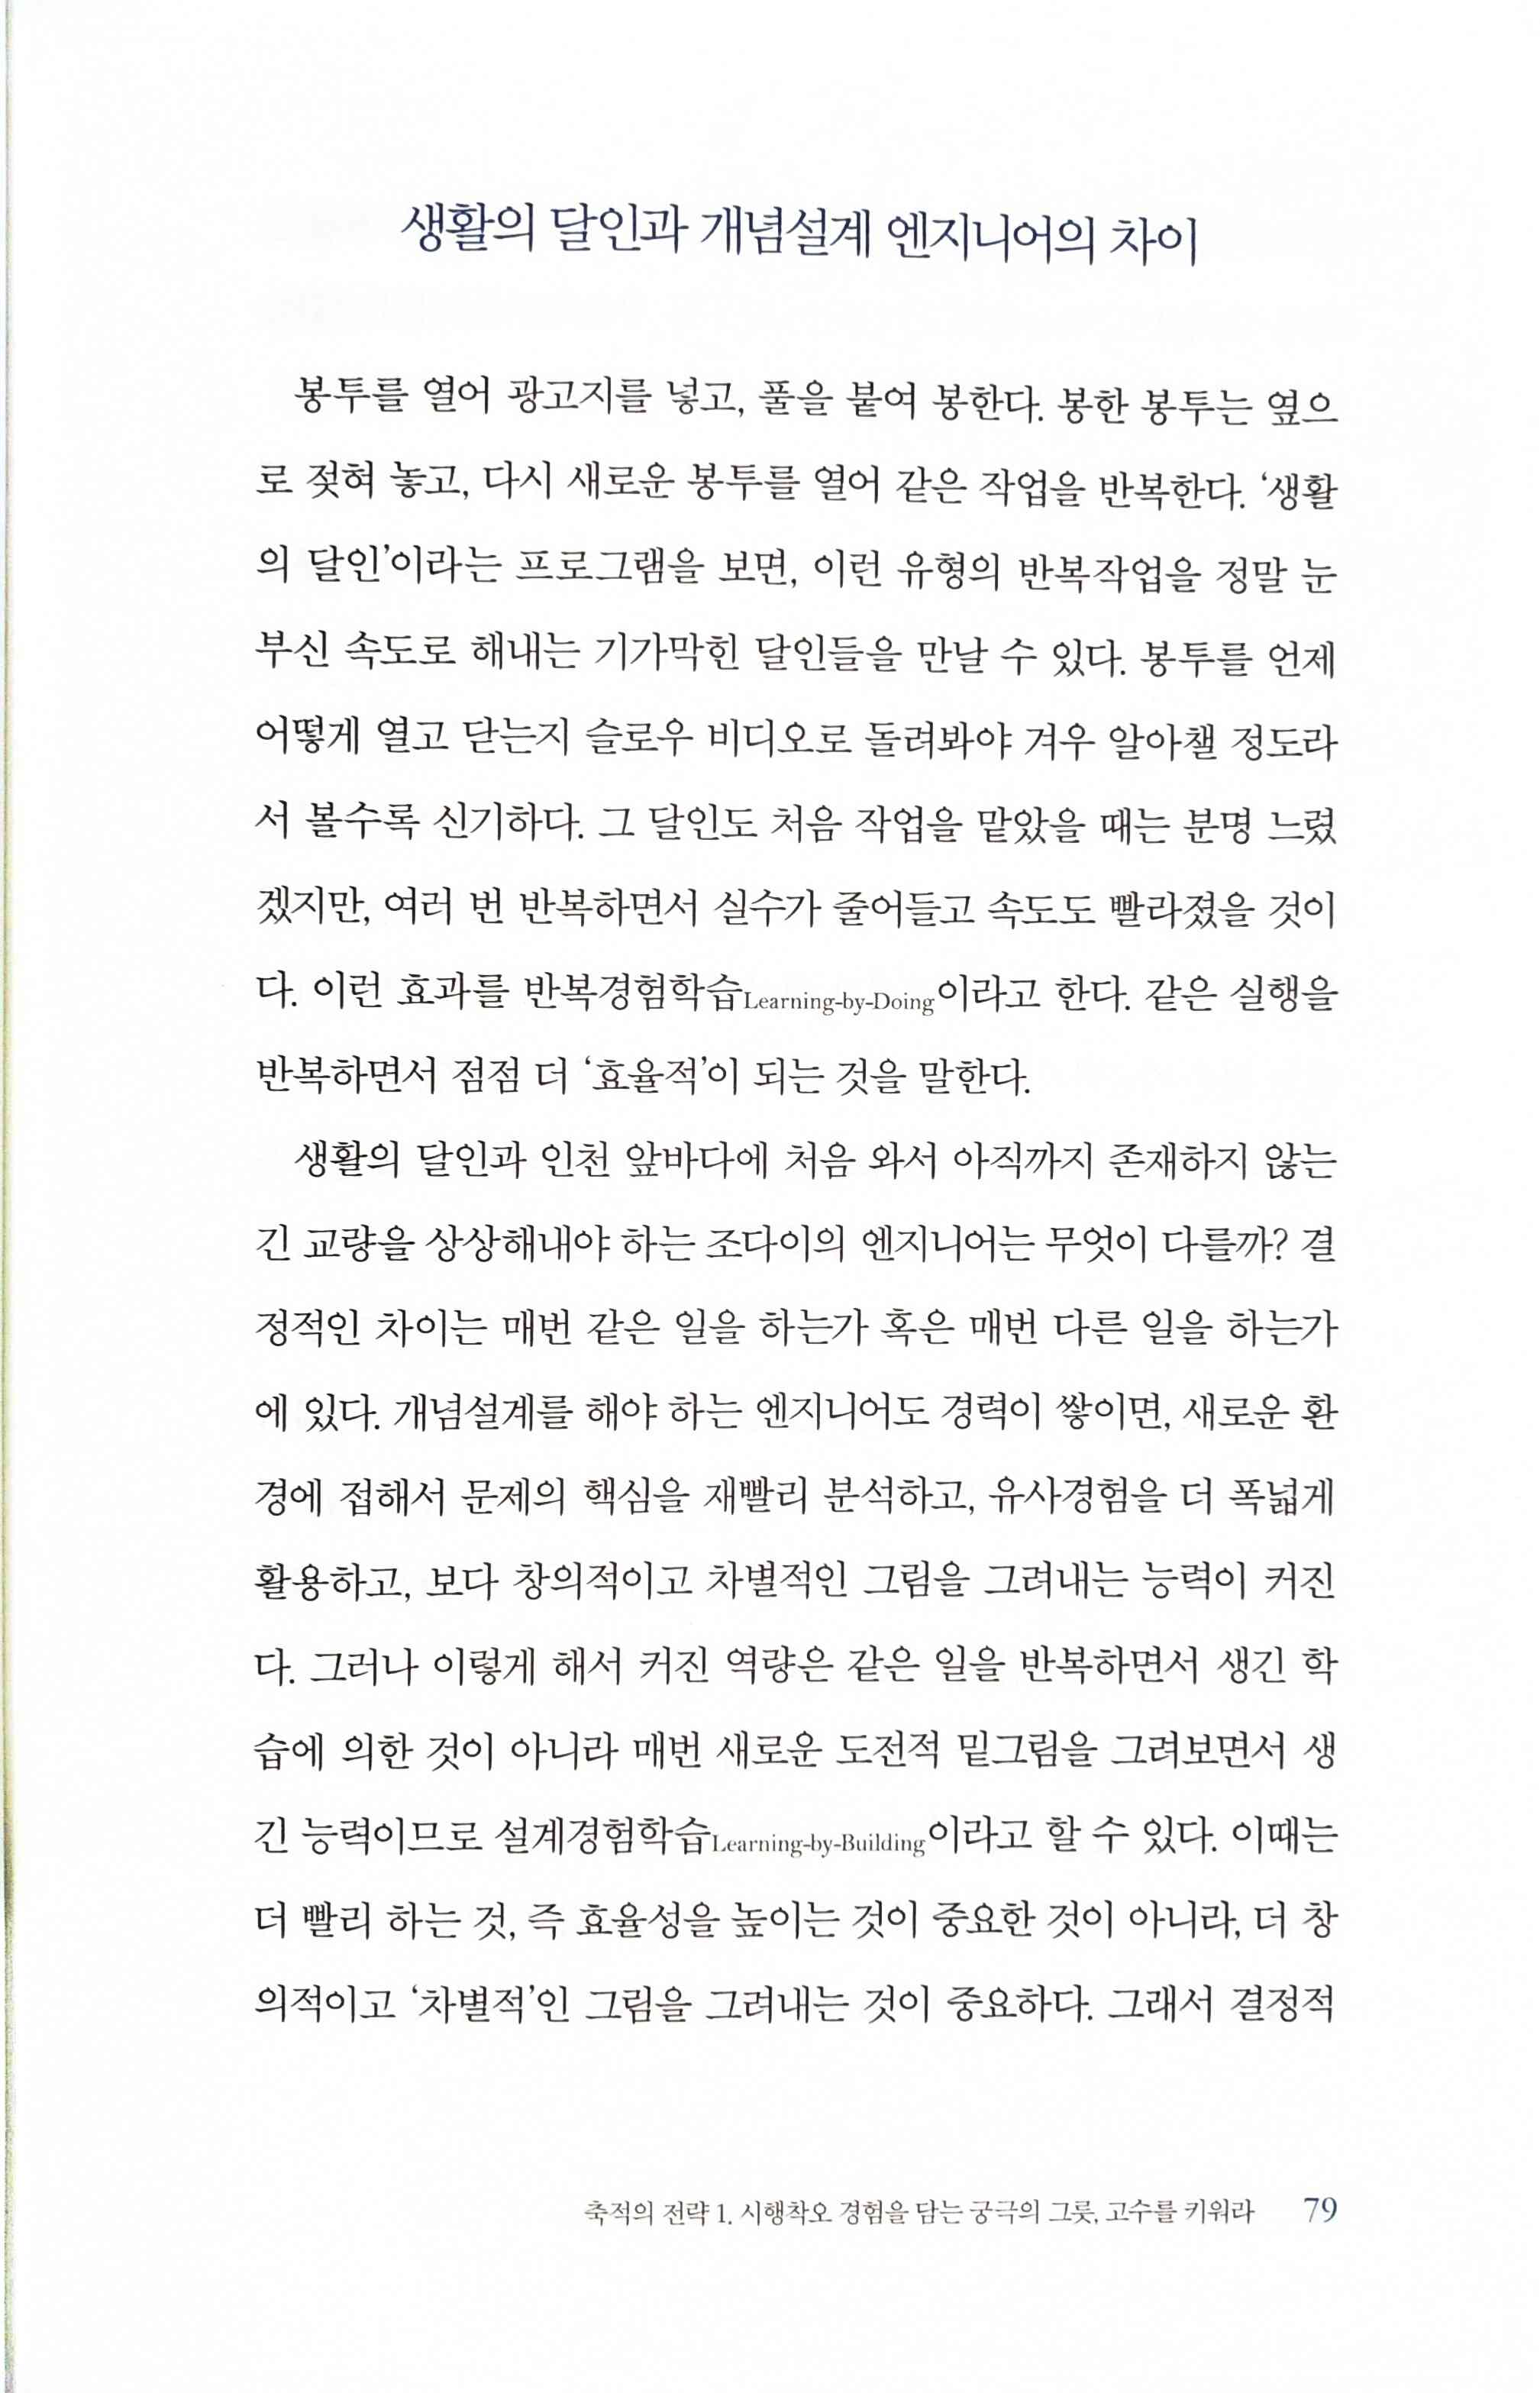 생활의 달인과 개념설계 엔지니어의 차이
봉투를 열어 광고지를 넣고, 풀을 붙여 봉한다. 봉한 봉투는 옆으
로 젖혀 놓고, 다시 새로운 봉투를 열어 같은 작업을 반복한다. ‘생활
의 달인’이라는 프로그램을 보면, 이런 유형의 반복작업을 정말 눈
부신 속도로 해내는 기가막힌 달인들을 만날 수 있다. 봉투를 언제
어떻게 열고 닫는지 슬로우 비디오로 돌려봐야 겨우 알아챌 정도라
서 볼수록 신기하다. 그 달인도 처음 작업을 맡았을 때는 분명 느렸
겠지만, 여러 번 반복하면서 실수가 줄어들고 속도도 빨라졌을 것이
다. 이런 효과를 반복경험학습Learning-by-Doing이라고 한다. 같은 실행을
반복하면서 점점 더 ‘효율적’이 되는 것을 말한다.
생활의 달인과 인천 앞바다에 처음 와서 아직까지 존재하지 않는
긴 교량을 상상해내야 하는 조다이의 엔지니어는 무엇이 다를까? 결
정적인 차이는 매번 같은 일을 하는가 혹은 매번 다른 일을 하는가
에 있다. 개념설계를 해야 하는 엔지니어도 경력이 쌓이면, 새로운 환
경에 접해서 문제의 핵심을 재빨리 분석하고, 유사경험을 더 폭넓게
활용하고, 보다 창의적이고 차별적인 그림을 그려내는 능력이 커진
다. 그러나 이렇게 해서 커진 역량은 같은 일을 반복하면서 생긴 학
습에 의한 것이 아니라 매번 새로운 도전적 밑그림을 그려보면서 생
긴 능력이므로 설계경험학습Learning-by-Building이라고 할 수 있다. 이때는
더 빨리 하는 것, 즉 효율성을 높이는 것이 중요한 것이 아니라, 더 창
의적이고 ‘차별적’인 그림을 그려내는 것이 중요하다. 그래서 결정적
축적의 전략 1. 시행착오 경험을 담는 궁극의 그릇, 고수를 키워라 79